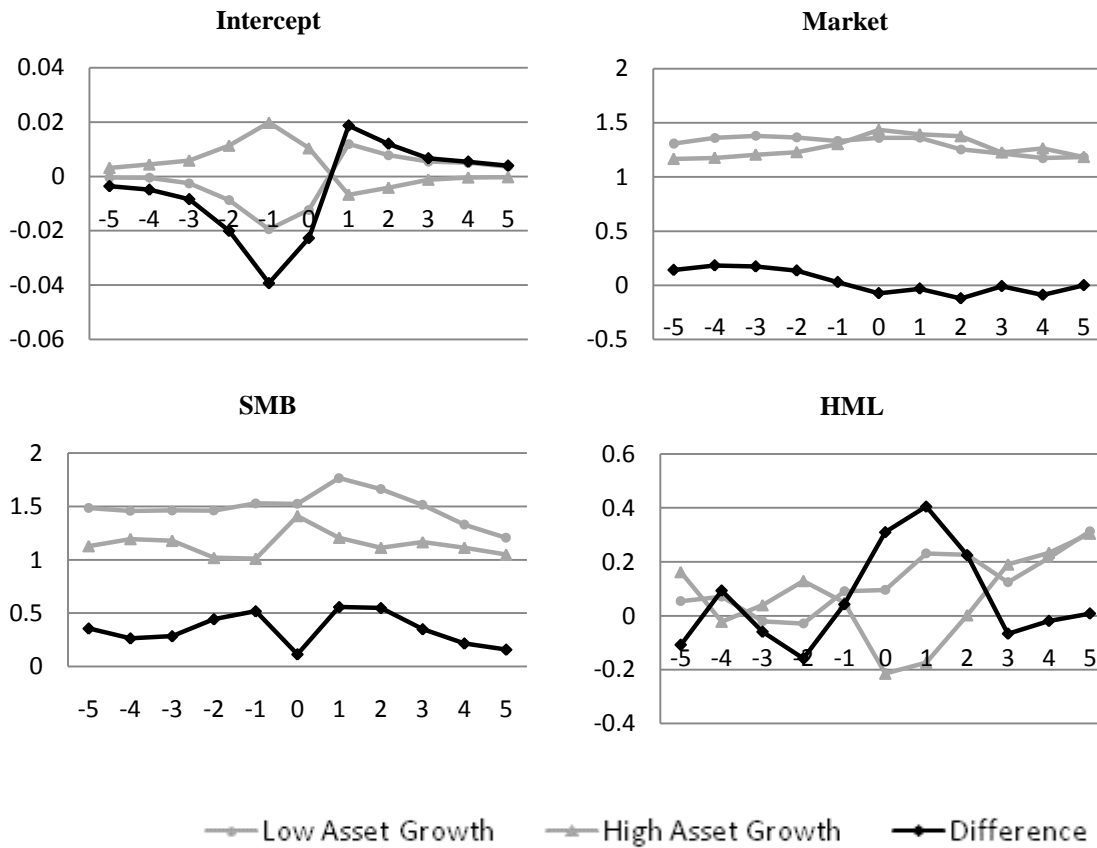 Intercept
0.04
0.02
0
-0.02
-0.04
-0.06
-5 -4 -3 -2 -1 0 1 2 3 4 5
Market
2
1.5
1
0.5
0
-0.5
-5 -4 -3 -2 -1 0 1 2 3 4 5
SMB
2
1.5
1
0.5
0
-5 -4 -3 -2 -1 0 1 2 3 4 5
HML
0.6
0.4
0.2
0
-0.2
-0.4
-5 -4 -3 -2 -1 0 1 2 3 4 5
Low Asset Growth High Asset Growth Difference